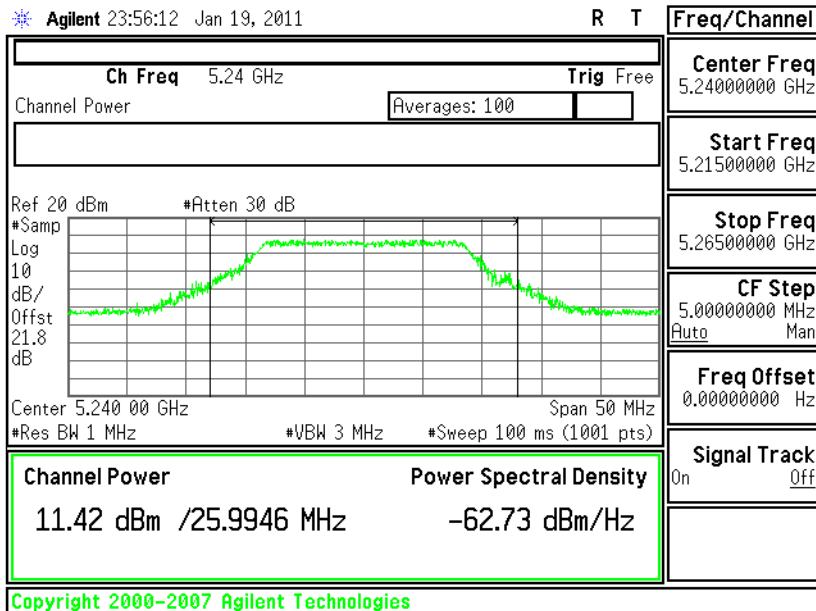 Agilent 23:56:12 Jan 19, 2011 R T
Freq/Channel
Ch Freq 5.24 GHz Trig Free
Channel Power Averages: 100
Ref 20 dBm #Atten 30 dB
#Samp
Log
10
dB/
Offst
21.8
dB
Center 5.240 00 GHz Span 50 MHz
#Res BW 1 MHz #VBW 3 MHz #Sweep 100 ms (1001 pts)
Channel Power Power Spectral Density
11.42 dBm /25.9946 MHz -62.73 dBm/Hz
Center Freq
5.24000000 GHz
Start Freq
5.21500000 GHz
Stop Freq
5.26500000 GHz
CF Step
5.00000000 MHz
Auto Man
Freq Offset
0.00000000 Hz
Signal Track
On Off
Copyright 2000-2007 Agilent Technologies